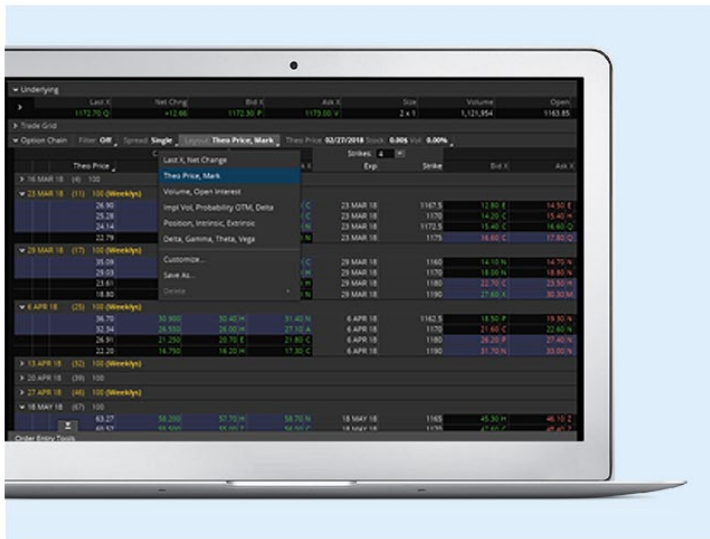 Underlying
Last X Net Chng Bid X Ask X Size Volume Open
1172.70 Q +12.66 1172.30 P 1173.00 V 2 x 1 1,121,954 1163.85
Trade Grid
Option Chain Filter: Off Spread: Single Layout: Theo Price, Mark Theo Price: 02/27/2018 Stock: 0.00% Vol: 0.00%
Strikes: 4
Theo Price Exp Strike Bid X Ask X
16 MAR 18 (4) 100
23 MAR 18 (11) 100 (Weeklys)
26.90 23 MAR 18 1167.5 12.80 E 14.50 E
25.28 C 23 MAR 18 1170 14.20 C 15.40 H
24.14 N 23 MAR 18 1172.5 15.40 C 16.60 Q
22.79 N 23 MAR 18 1175 16.60 C 17.80 Q
29 MAR 18 (17) 100 (Weeklys)
35.09 C 29 MAR 18 1160 14.10 N 14.70 N
29.03 H 29 MAR 18 1170 18.00 N 18.80 N
23.61 H 29 MAR 18 1180 22.70 C 23.50 H
18.80 N 29 MAR 18 1190 27.60 X 30.30 M
6 APR 18 (25) 100 (Weeklys)
36.70 30.900 30.40 H 31.40 N 6 APR 18 1162.5 18.50 P 19.30 N
32.34 26.550 26.00 H 27.10 A 6 APR 18 1170 21.60 C 22.60 N
26.91 21.250 20.70 E 21.80 C 6 APR 18 1180 26.20 P 27.40 N
22.20 16.750 16.20 H 17.30 C 6 APR 18 1190 31.70 N 33.00 N
13 APR 18 (32) 100 (Weeklys)
20 APR 18 (39) 100
27 APR 18 (46) 100 (Weeklys)
18 MAY 18 (67) 100
63.27 58.200 57.70 H 58.70 N 18 MAY 18 1165 45.30 H 46.10 Z
60.57 18 MAY 18 1170
Order Entry Tools
Last X, Net Change
Theo Price, Mark
Volume, Open Interest
Impl Vol, Probability OTM, Delta
Position, Intrinsic, Extrinsic
Delta, Gamma, Theta, Vega
Customize...
Save As...
Delete